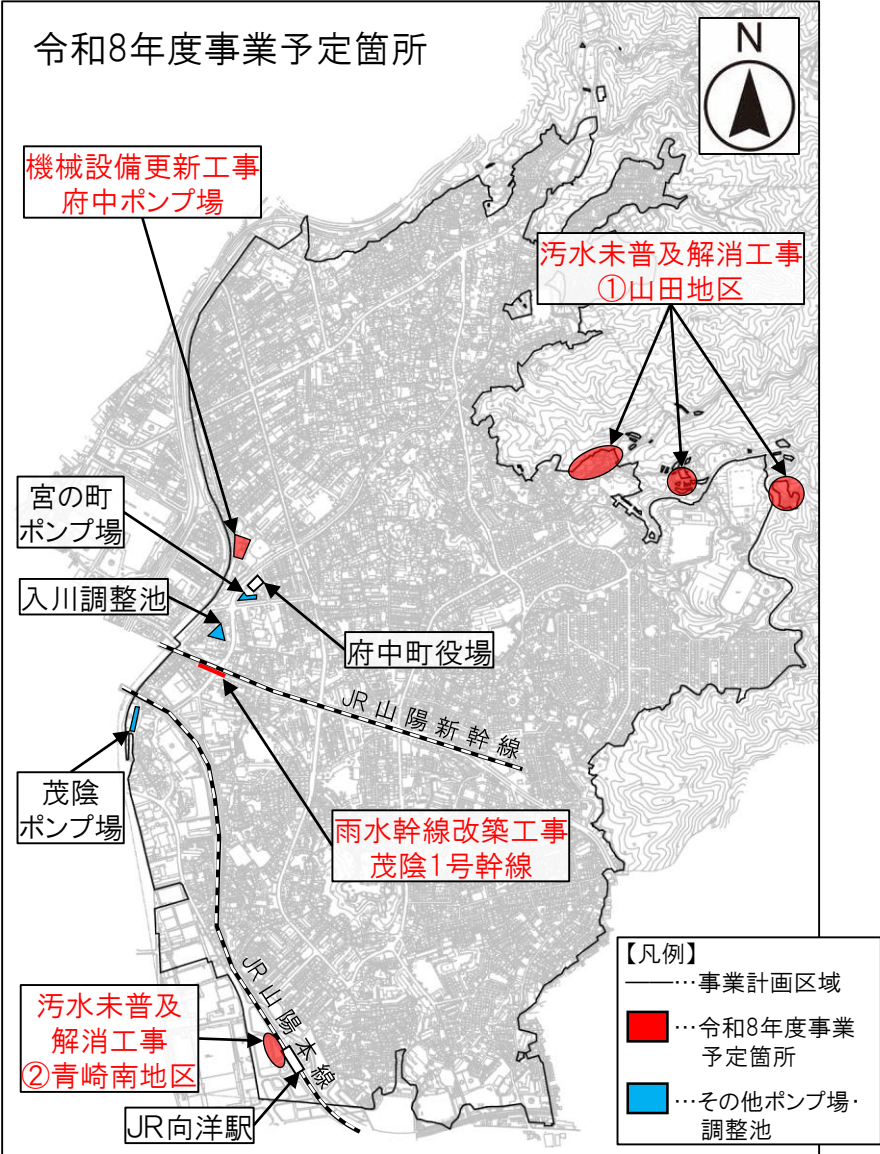 令和8年度事業予定箇所
N
機械設備更新工事
府中ポンプ場
汚水未普及解消工事
①山田地区
宮の町
ポンプ場
入川調整池
府中町役場
JR山陽新幹線
茂陰
ポンプ場
雨水幹線改築工事
茂陰1号幹線
JR山陽本線
汚水未普及
解消工事
②青崎南地区
JR向洋駅
【凡例】
――…事業計画区域
…令和8年度事業
予定箇所
…その他ポンプ場・
調整池